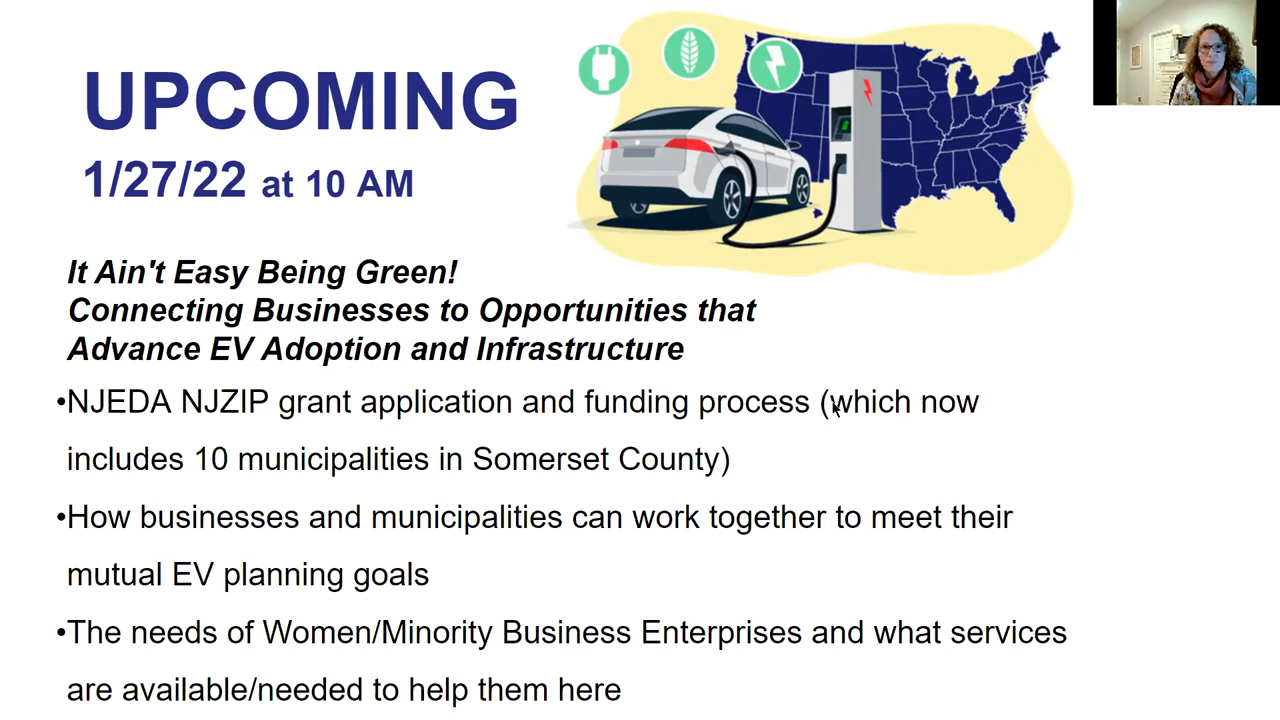 UPCOMING
1/27/22 at 10 AM
It Ain't Easy Being Green!
Connecting Businesses to Opportunities that
Advance EV Adoption and Infrastructure
•NJEDA NJZIP grant application and funding process (which now
includes 10 municipalities in Somerset County)
•How businesses and municipalities can work together to meet their
mutual EV planning goals
•The needs of Women/Minority Business Enterprises and what services
are available/needed to help them here